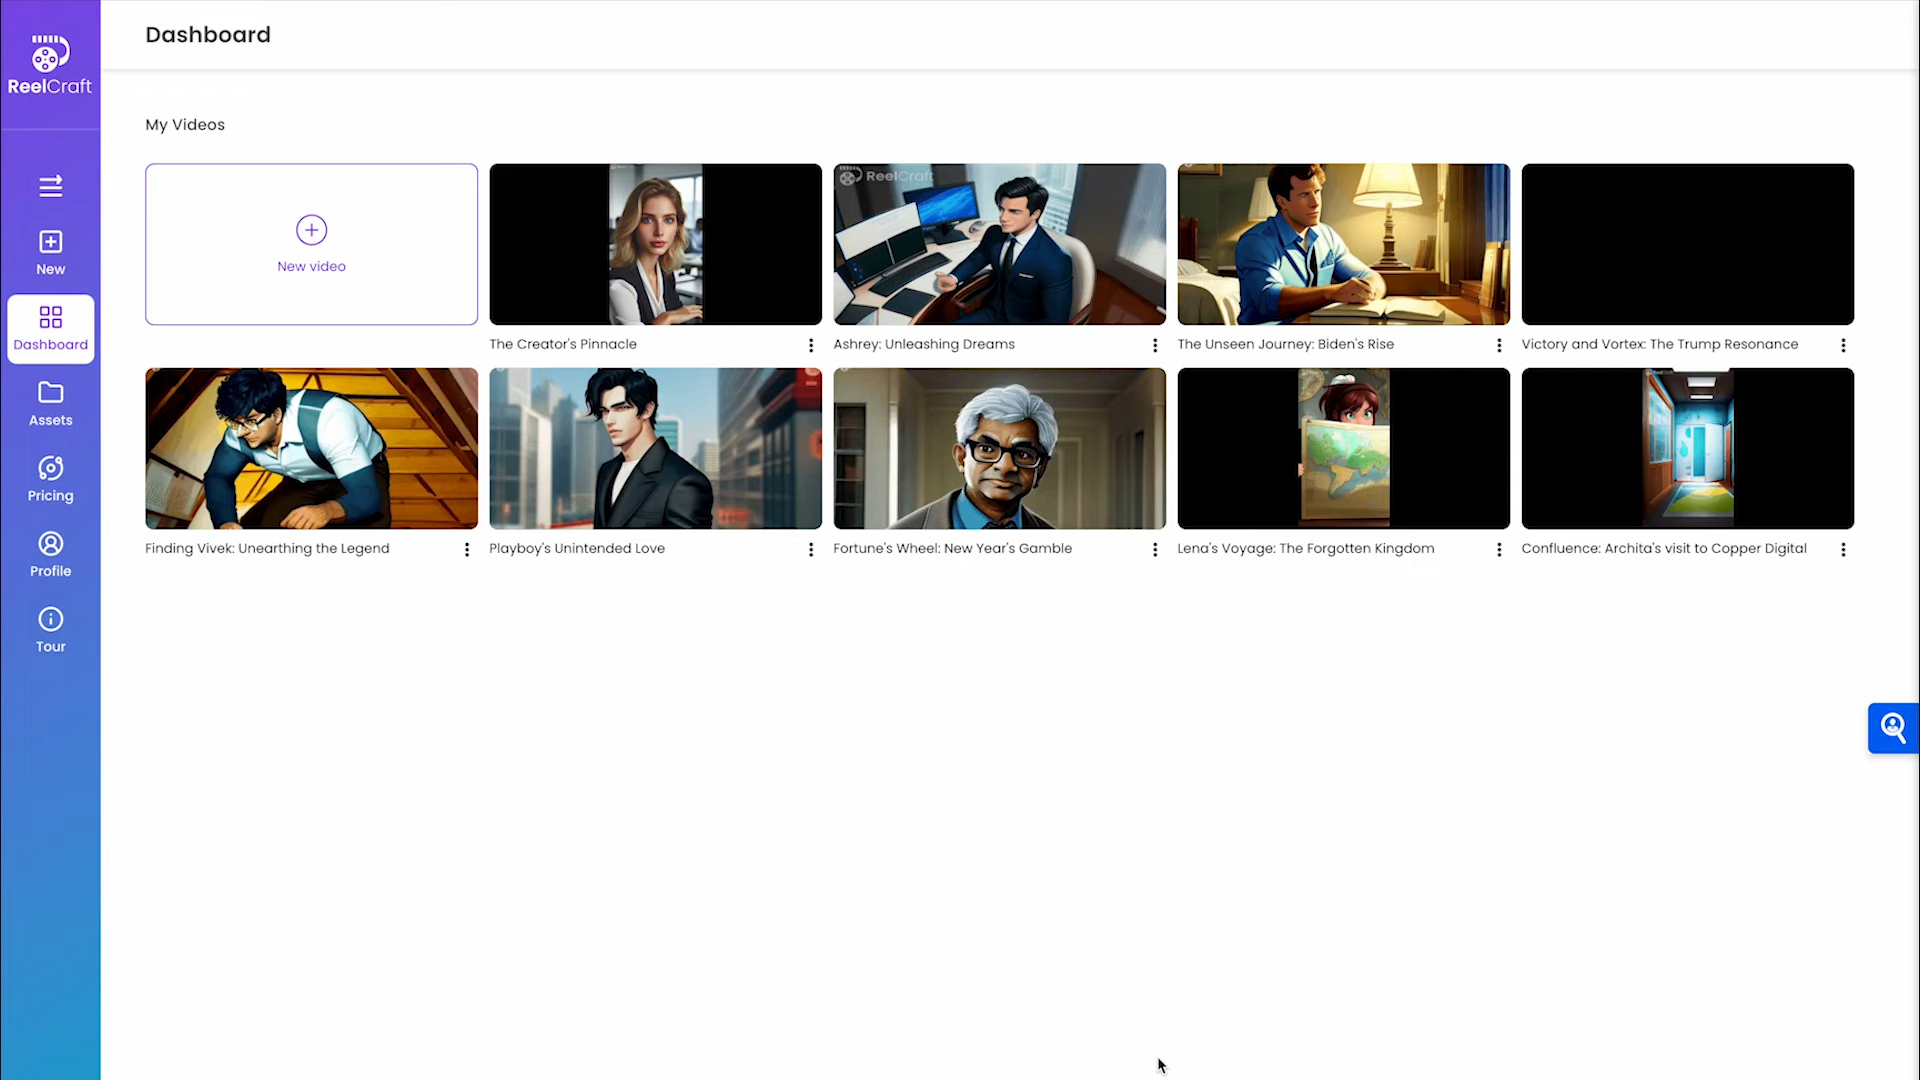 Dashboard
ReelCraft
My Videos
New
Dashboard
Assets
Pricing
Profile
Tour
New video
ReelCraft
The Creator's Pinnacle
Ashrey: Unleashing Dreams
The Unseen Journey: Biden's Rise
Victory and Vortex: The Trump Resonance
Finding Vivek: Unearthing the Legend
Playboy's Unintended Love
Fortune's Wheel: New Year's Gamble
Lena's Voyage: The Forgotten Kingdom
Confluence: Archita's visit to Copper Digital